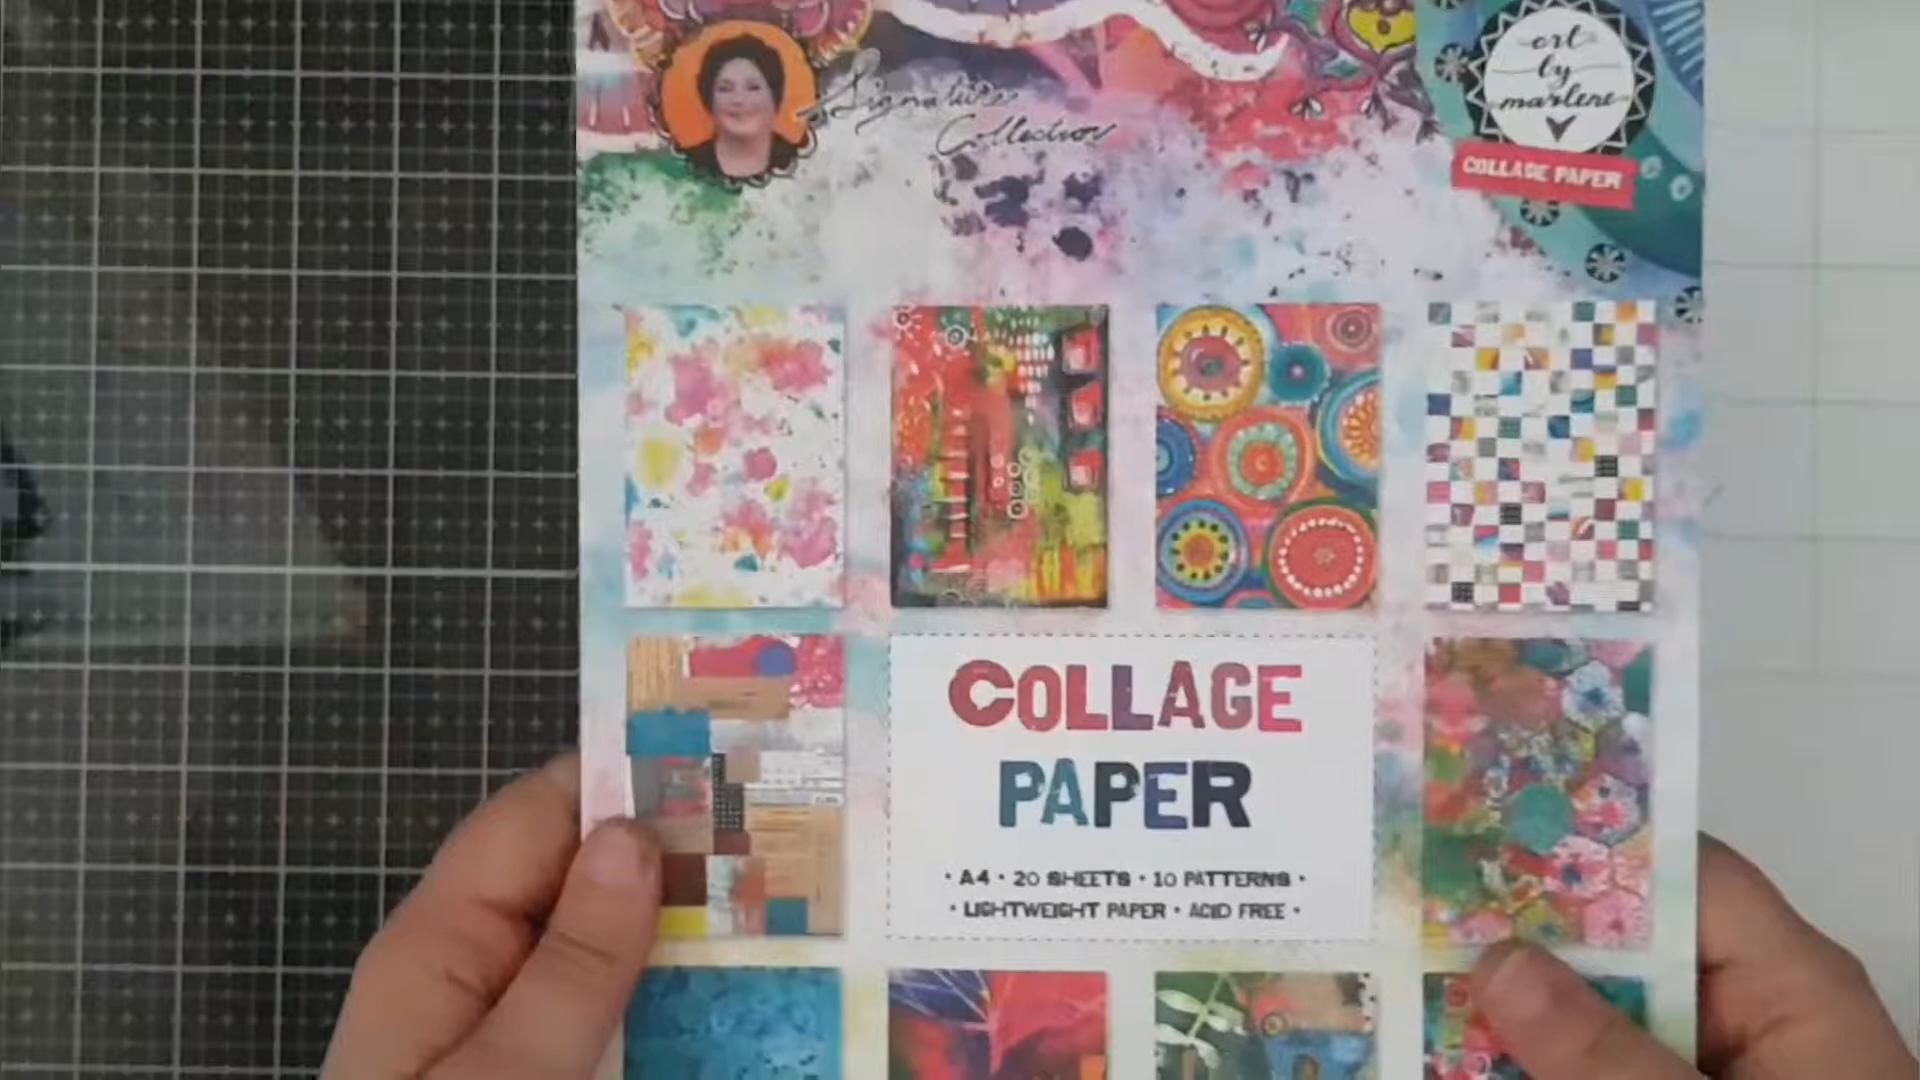 Signature
Collection
art
by
marlene
COLLAGE PAPER
COLLAGE
PAPER
• A4 • 20 SHEETS • 10 PATTERNS •
• LIGHTWEIGHT PAPER • ACID FREE •